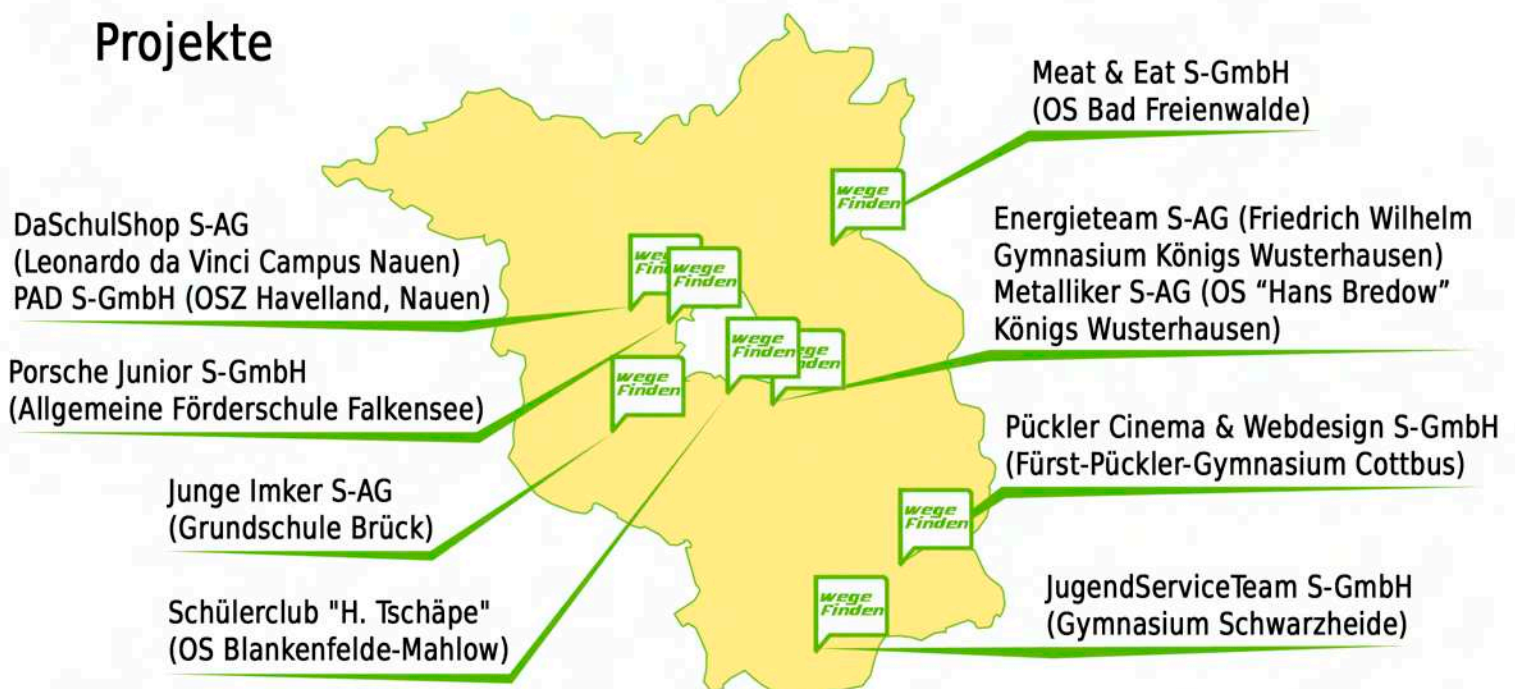 Projekte
Meat & Eat S-GmbH
(OS Bad Freienwalde)
DaSchulShop S-AG
(Leonardo da Vinci Campus Nauen)
PAD S-GmbH (OSZ Havelland, Nauen)
Energieteam S-AG (Friedrich Wilhelm
Gymnasium Königs Wusterhausen)
Metalliker S-AG (OS “Hans Bredow”
Königs Wusterhausen)
Porsche Junior S-GmbH
(Allgemeine Förderschule Falkensee)
Junge Imker S-AG
(Grundschule Brück)
Schülerclub "H. Tschäpe"
(OS Blankenfelde-Mahlow)
Pückler Cinema & Webdesign S-GmbH
(Fürst-Pückler-Gymnasium Cottbus)
JugendServiceTeam S-GmbH
(Gymnasium Schwarzheide)
wege
Finden
wege
Finden
wege
Finden
wege
Finden
wege
Finden
wege
Finden